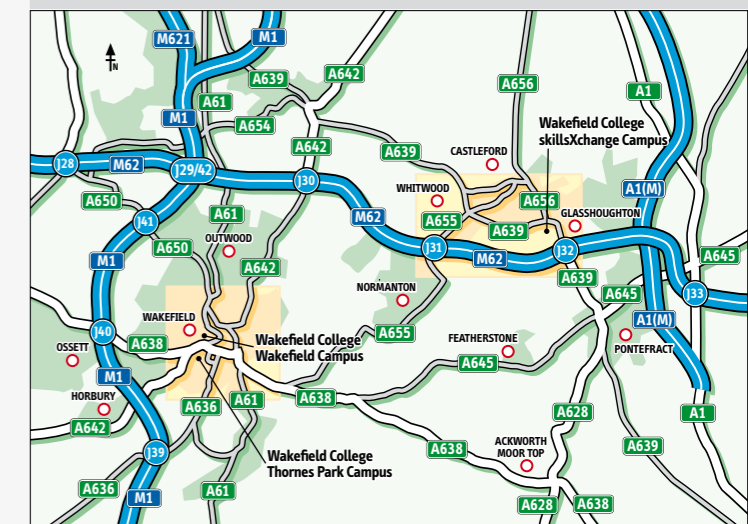 M621
M1
A639
A642
A656
A1
N
A61
M1
A654
Wakefield College
skillsXchange Campus
A642
A639
CASTLEFORD
J28
M62
J29/42
J30
WHITWOOD
A1(M)
A650
A656
A61
M62
A655
GLASSHOUGHTON
J41
A639
A650
OUTWOOD
J31
J32
M62
A645
M1
A642
A639
NORMANTON
A645
J33
WAKEFIELD
A1(M)
J40
A638
Wakefield College
Wakefield Campus
A655
FEATHERSTONE
PONTEFRACT
OSSETT
A645
M1
HORBURY
A636
A61
A638
A628
A1
A642
J39
Wakefield College
Thornes Park Campus
A638
ACKWORTH
MOOR TOP
A639
A636
M1
A61
A628
A638